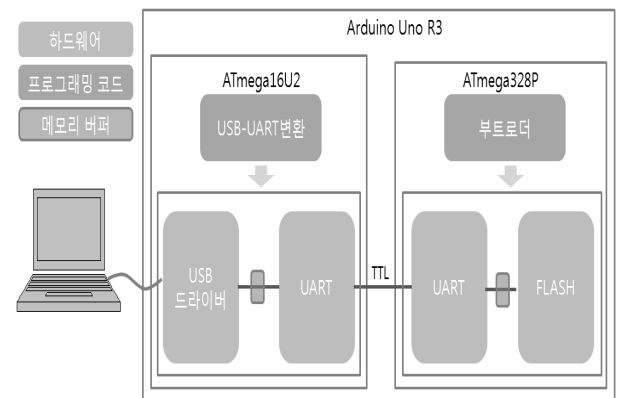 Arduino Uno R3
하드웨어
프로그래밍 코드
메모리 버퍼
ATmega16U2
USB-UART변환
USB
드라이버
UART
TTL
ATmega328P
부트로더
UART
FLASH